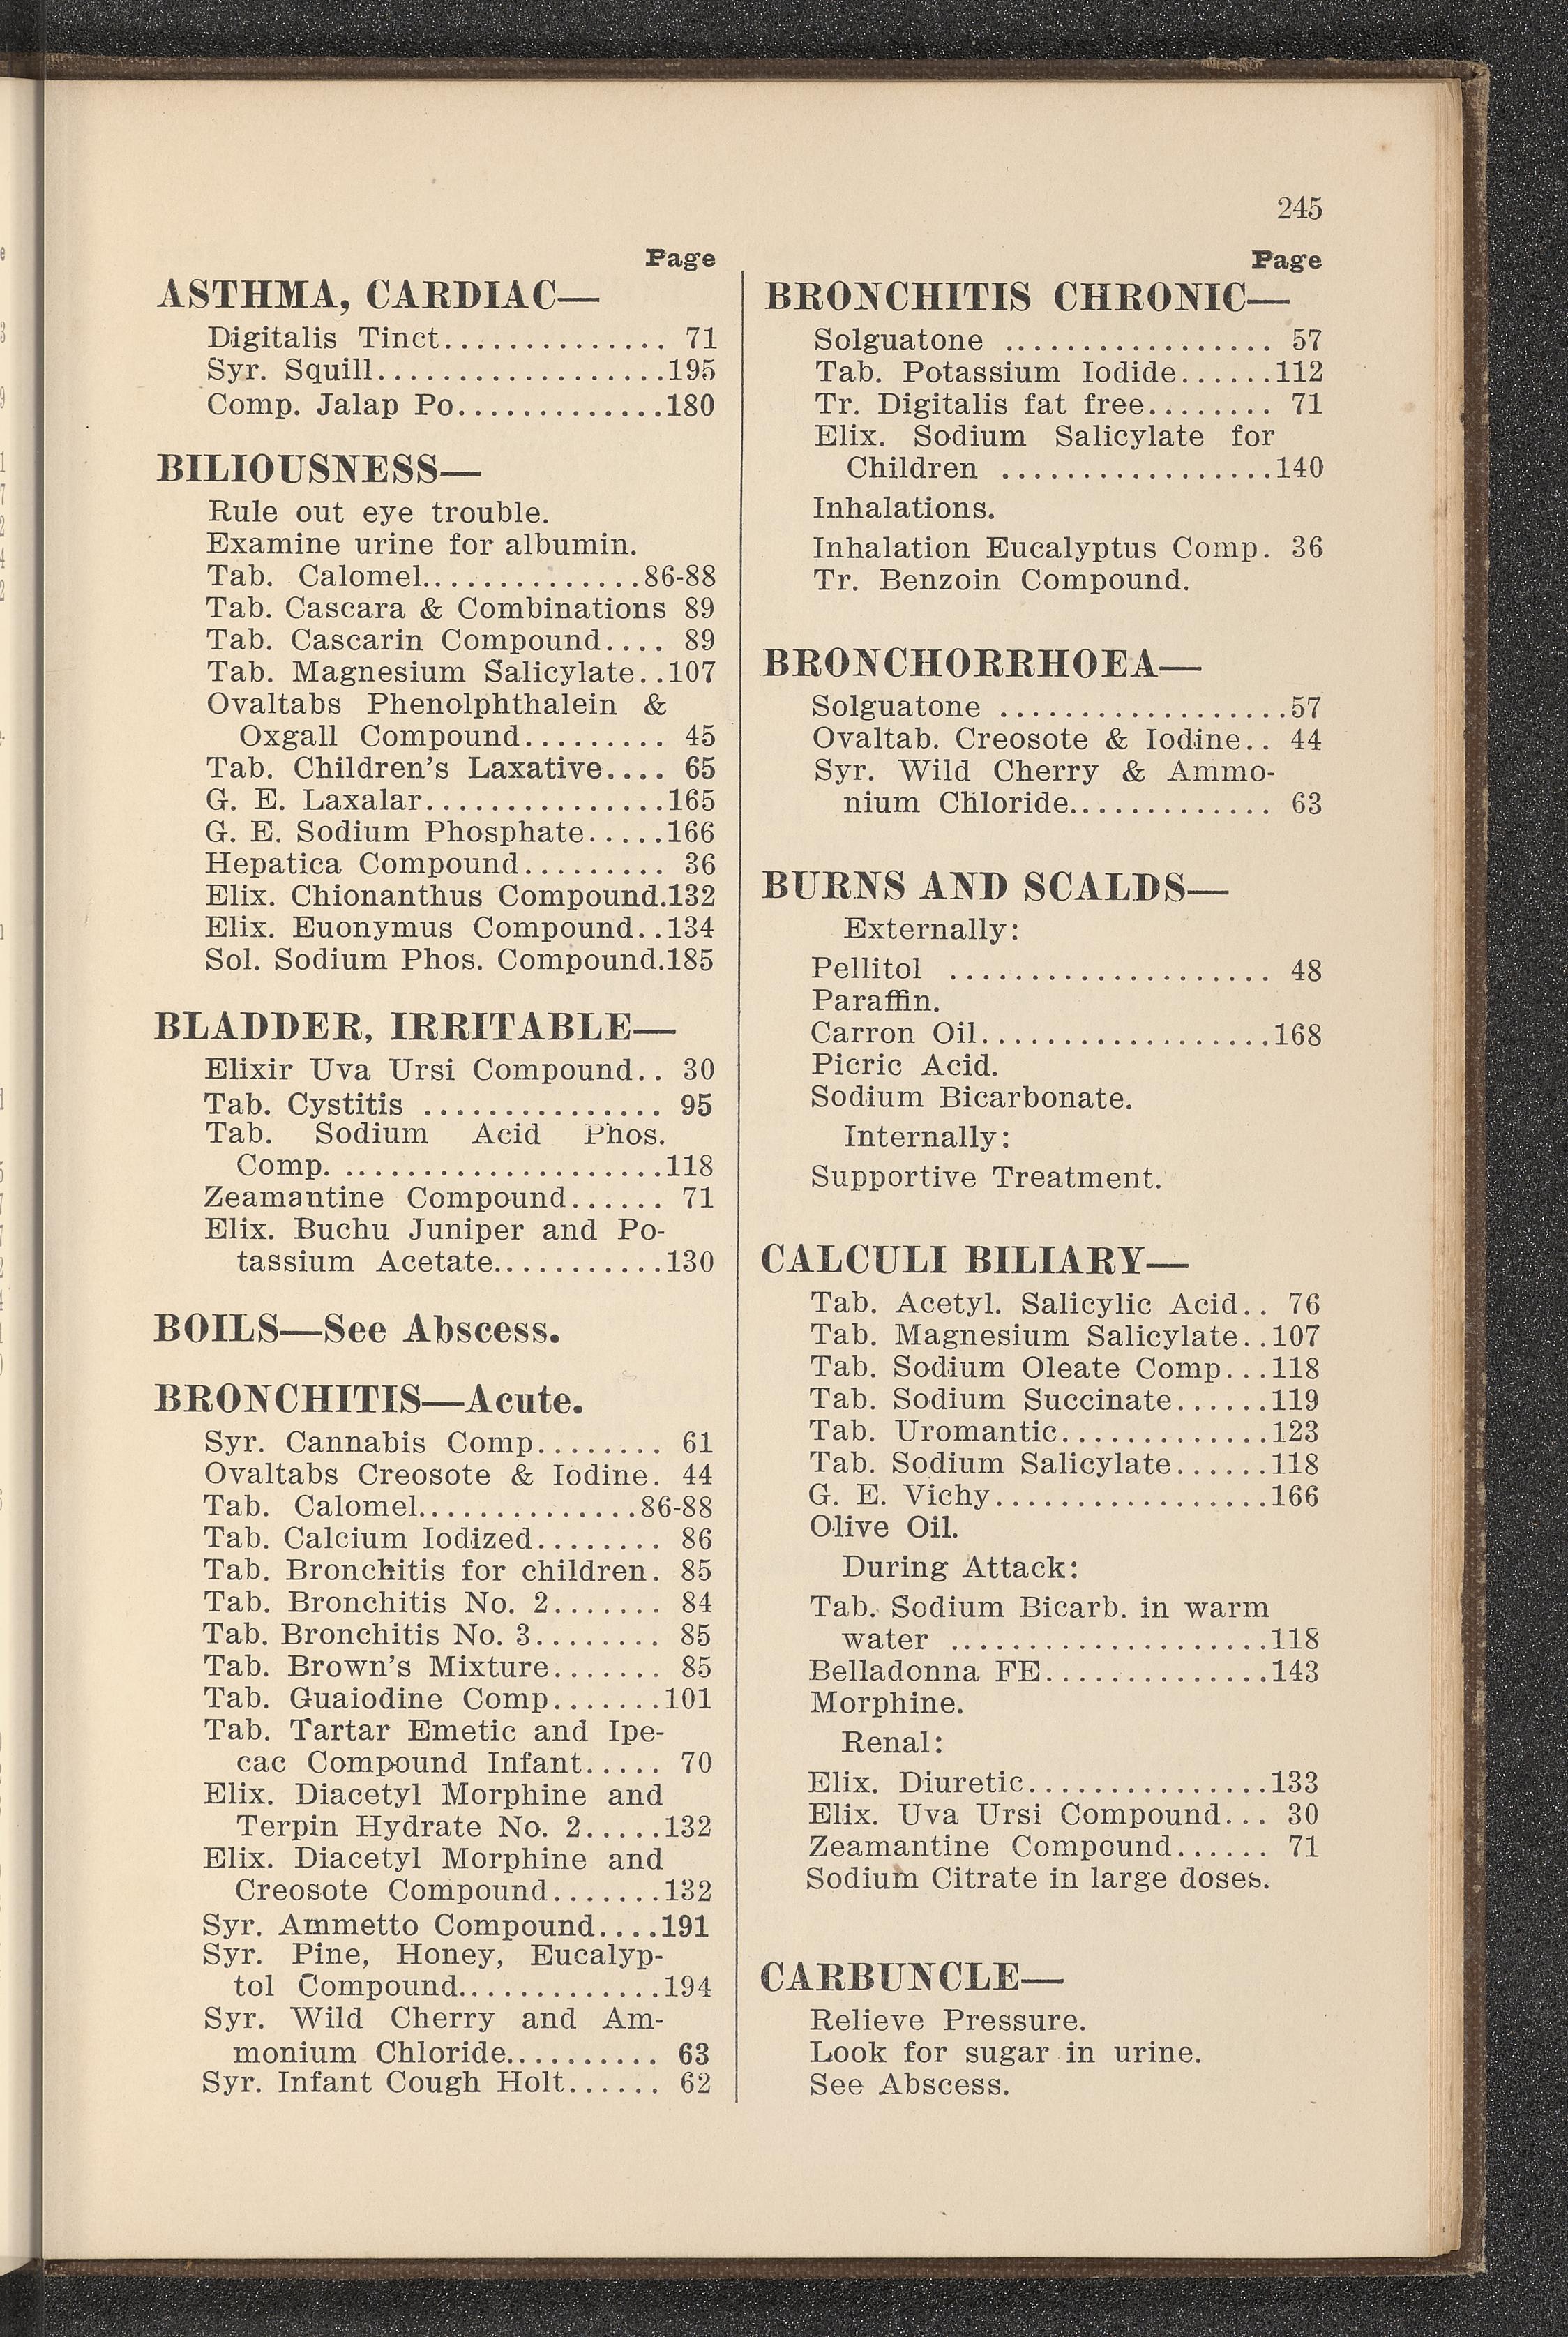 245
Page
ASTHMA, CARDIAC—
Digitalis Tinct.............. 71
Syr. Squill..................195
Comp. Jalap Po.............180
BILIOUSNESS—
Rule out eye trouble.
Examine urine for albumin.
Tab. Calomel..............86-88
Tab. Cascara & Combinations 89
Tab. Cascarin Compound.... 89
Tab. Magnesium Salicylate..107
Ovaltabs Phenolphthalein &
Oxgall Compound......... 45
Tab. Children's Laxative.... 65
G. E. Laxalar...............165
G. E. Sodium Phosphate.....166
Hepatica Compound......... 36
Elix. Chionanthus Compound.132
Elix. Euonymus Compound..134
Sol. Sodium Phos. Compound.185
BLADDER, IRRITABLE—
Elixir Uva Ursi Compound.. 30
Tab. Cystitis ............... 95
Tab. Sodium Acid Phos.
Comp. ....................118
Zeamantine Compound...... 71
Elix. Buchu Juniper and Po-
tassium Acetate...........130
BOILS—See Abscess.
BRONCHITIS—Acute.
Syr. Cannabis Comp........ 61
Ovaltabs Creosote & Iodine. 44
Tab. Calomel..............86-88
Tab. Calcium Iodized........ 86
Tab. Bronchitis for children. 85
Tab. Bronchitis No. 2....... 84
Tab. Bronchitis No. 3........ 85
Tab. Brown's Mixture....... 85
Tab. Guaiodine Comp.......101
Tab. Tartar Emetic and Ipe-
cac Compound Infant..... 70
Elix. Diacetyl Morphine and
Terpin Hydrate No. 2.....132
Elix. Diacetyl Morphine and
Creosote Compound.......132
Syr. Ammetto Compound....191
Syr. Pine, Honey, Eucalyp-
tol Compound.............194
Syr. Wild Cherry and Am-
monium Chloride.......... 63
Syr. Infant Cough Holt...... 62
Page
BRONCHITIS CHRONIC—
Solguatone ................. 57
Tab. Potassium Iodide......112
Tr. Digitalis fat free........ 71
Elix. Sodium Salicylate for
Children .................140
Inhalations.
Inhalation Eucalyptus Comp. 36
Tr. Benzoin Compound.
BRONCHORRHOEA—
Solguatone ..................57
Ovaltab. Creosote & Iodine.. 44
Syr. Wild Cherry & Ammo-
nium Chloride............. 63
BURNS AND SCALDS—
Externally:
Pellitol .................... 48
Paraffin.
Carron Oil..................168
Picric Acid.
Sodium Bicarbonate.
Internally:
Supportive Treatment.
CALCULI BILIARY—
Tab. Acetyl. Salicylic Acid.. 76
Tab. Magnesium Salicylate..107
Tab. Sodium Oleate Comp...118
Tab. Sodium Succinate......119
Tab. Uromantic.............123
Tab. Sodium Salicylate......118
G. E. Vichy.................166
Olive Oil.
During Attack:
Tab. Sodium Bicarb. in warm
water ....................118
Belladonna FE..............143
Morphine.
Renal:
Elix. Diuretic...............133
Elix. Uva Ursi Compound... 30
Zeamantine Compound...... 71
Sodium Citrate in large doses.
CARBUNCLE—
Relieve Pressure.
Look for sugar in urine.
See Abscess.